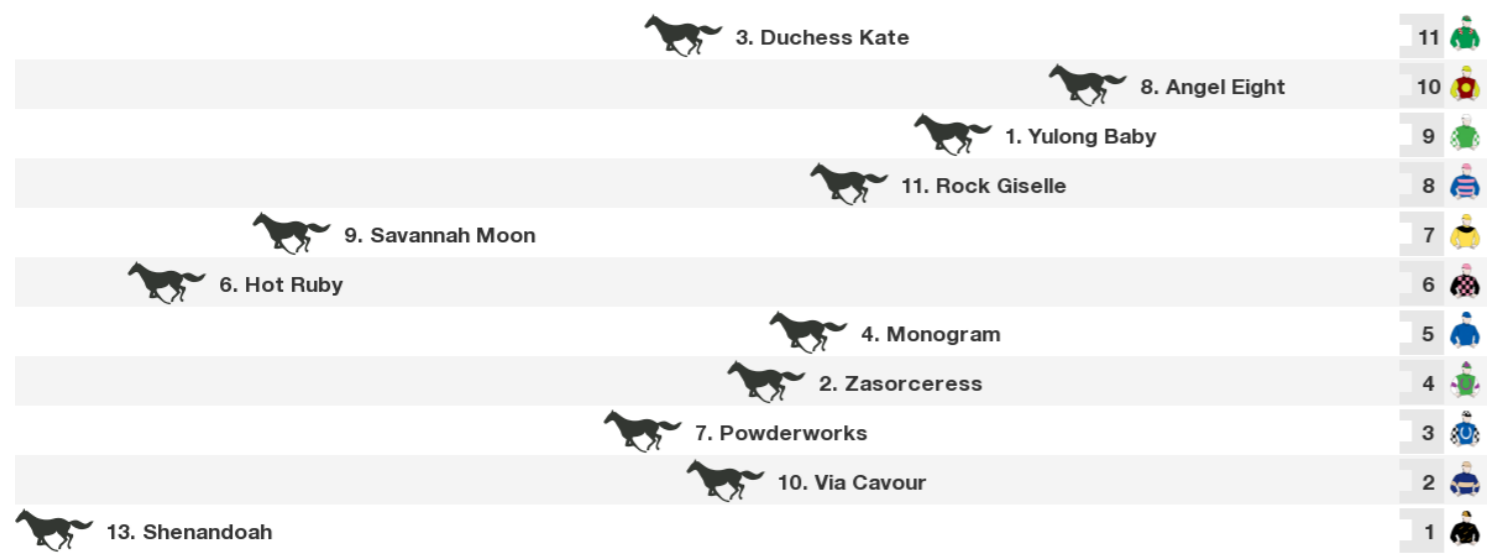 3. Duchess Kate 11
8. Angel Eight 10
1. Yulong Baby 9
11. Rock Giselle 8
9. Savannah Moon 7
6. Hot Ruby 6
4. Monogram 5
2. Zasorceress 4
7. Powderworks 3
10. Via Cavour 2
13. Shenandoah 1